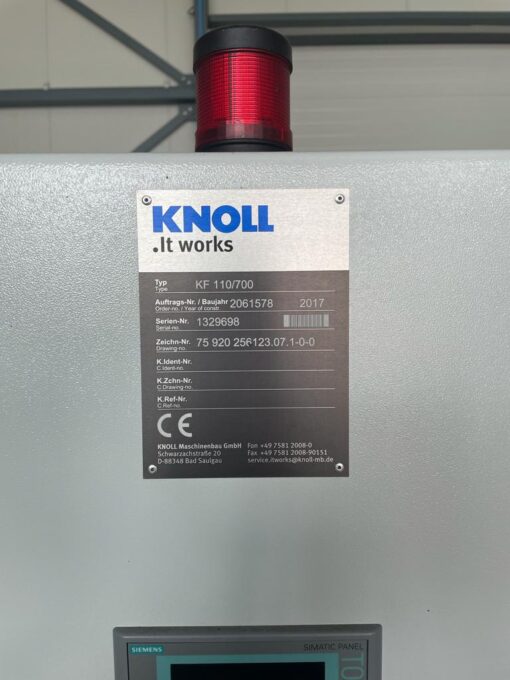 KNOLL
.It works
Typ KF 110/700
Type
Auftrags-Nr. / Baujahr 2061578 2017
Order-no. / Year of constr.
Serien-Nr. 1329698
Serial-no.
Zeichn-Nr. 75 920 256123.07.1-0-0
Drawing-no.
K.Ident-Nr.
C.Ident-no.
K.Zchn-Nr.
C.Drawing-no.
K.Ref-Nr.
C.Ref-no.
CE
KNOLL Maschinenbau GmbH Fon +49 7581 2008-0
Schwarzachstraße 20 Fax +49 7581 2008-90151
D-88348 Bad Saulgau service.itworks@knoll-mb.de
SIEMENS SIMATIC PANEL
TO